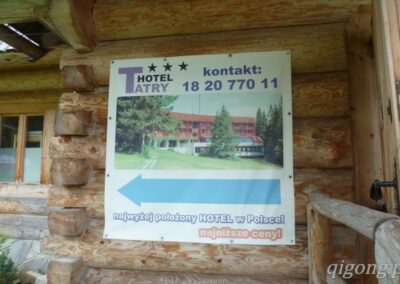 ★ ★ ★
HOTEL
TATRY
kontakt:
18 20 770 11
najwyżej położony HOTEL w Polsce!
najniższe ceny!
qigong.p